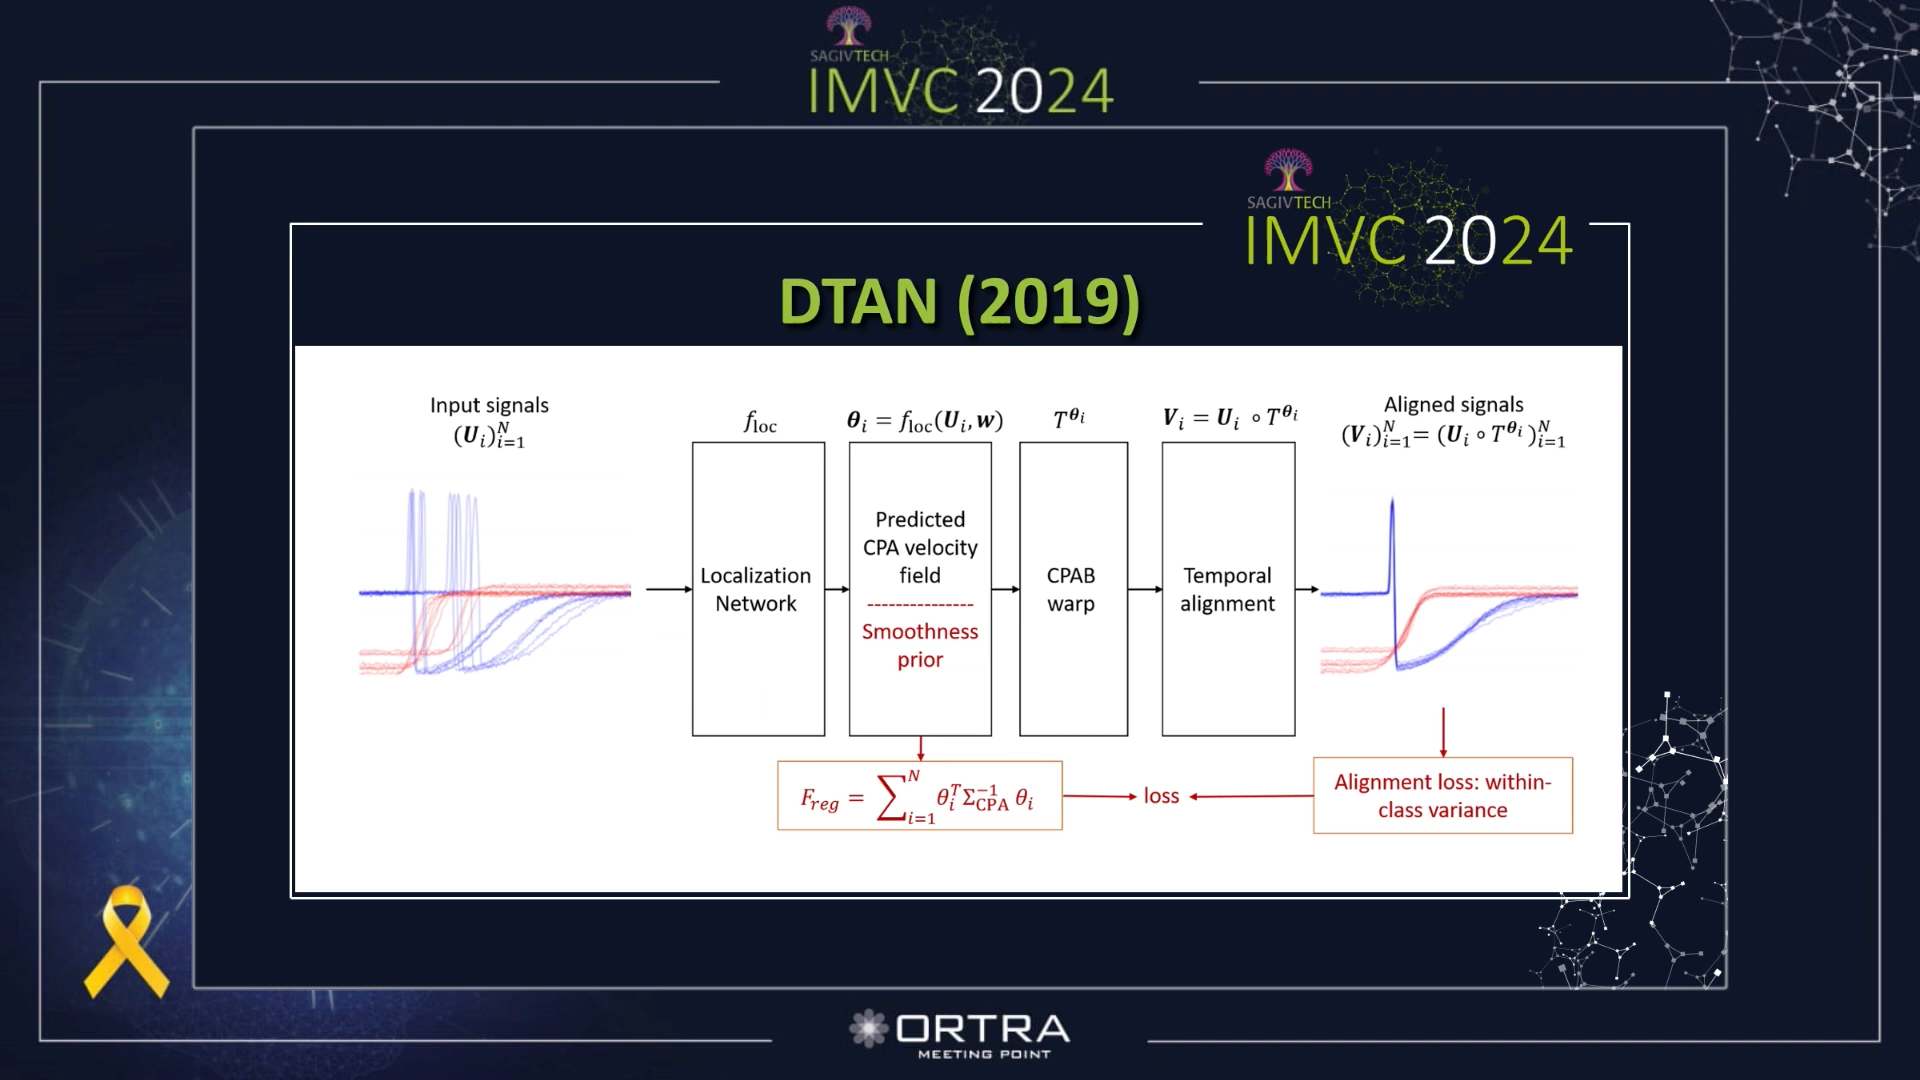 SAGIVTECH
IMVC 2024
SAGIVTECH
IMVC 2024
DTAN (2019)
Input signals
(U_i)_{i=1}^N
f_loc
θ_i = f_loc(U_i, w)
T^{θ_i}
V_i = U_i ∘ T^{θ_i}
Aligned signals
(V_i)_{i=1}^N = (U_i ∘ T^{θ_i})_{i=1}^N
Localization
Network
Predicted
CPA velocity
field
---------------
Smoothness
prior
CPAB
warp
Temporal
alignment
F_reg = ∑_{i=1}^N θ_i^T Σ_CPA^{-1} θ_i
loss
Alignment loss: within-
class variance
ORTRA
MEETING POINT